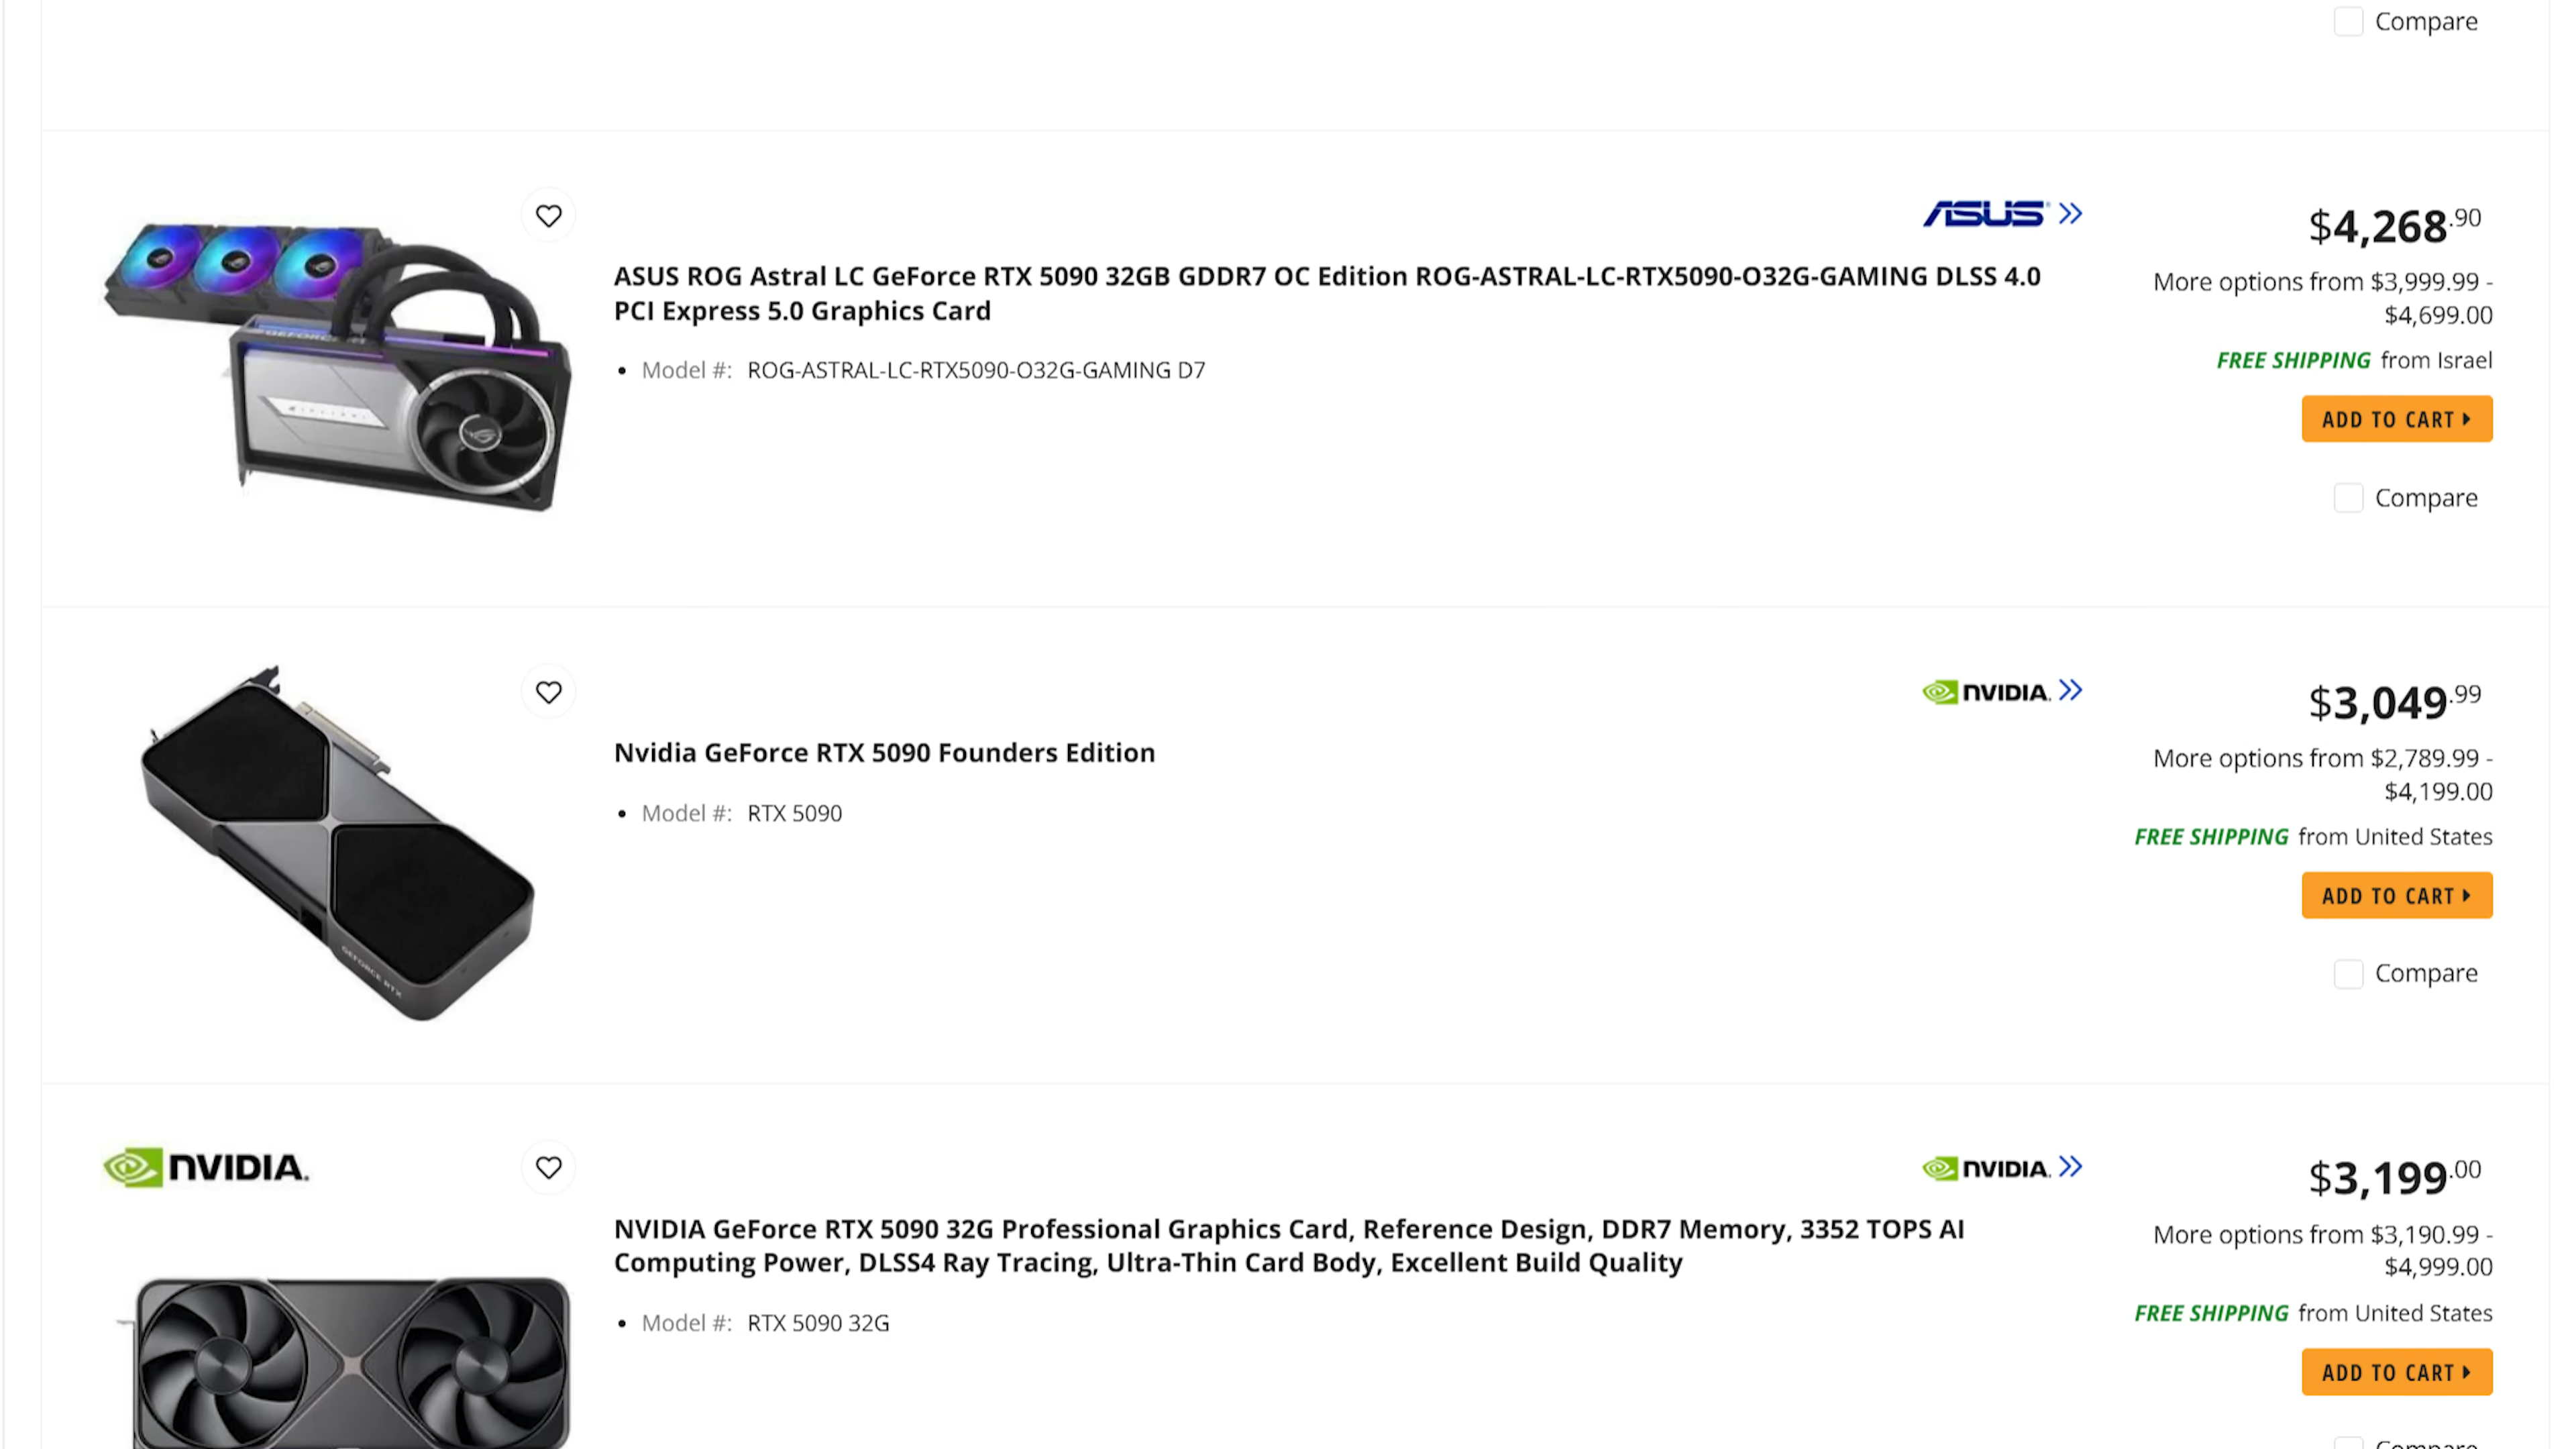 Compare
ASUS
$4,268.90
ASUS ROG Astral LC GeForce RTX 5090 32GB GDDR7 OC Edition ROG-ASTRAL-LC-RTX5090-O32G-GAMING DLSS 4.0
PCI Express 5.0 Graphics Card
Model #: ROG-ASTRAL-LC-RTX5090-O32G-GAMING D7
More options from $3,999.99 -
$4,699.00
FREE SHIPPING from Israel
ADD TO CART
Compare
NVIDIA.
$3,049.99
Nvidia GeForce RTX 5090 Founders Edition
Model #: RTX 5090
More options from $2,789.99 -
$4,199.00
FREE SHIPPING from United States
ADD TO CART
Compare
GEFORCE RTX
NVIDIA.
NVIDIA.
$3,199.00
NVIDIA GeForce RTX 5090 32G Professional Graphics Card, Reference Design, DDR7 Memory, 3352 TOPS AI
Computing Power, DLSS4 Ray Tracing, Ultra-Thin Card Body, Excellent Build Quality
Model #: RTX 5090 32G
More options from $3,190.99 -
$4,999.00
FREE SHIPPING from United States
ADD TO CART
Compare